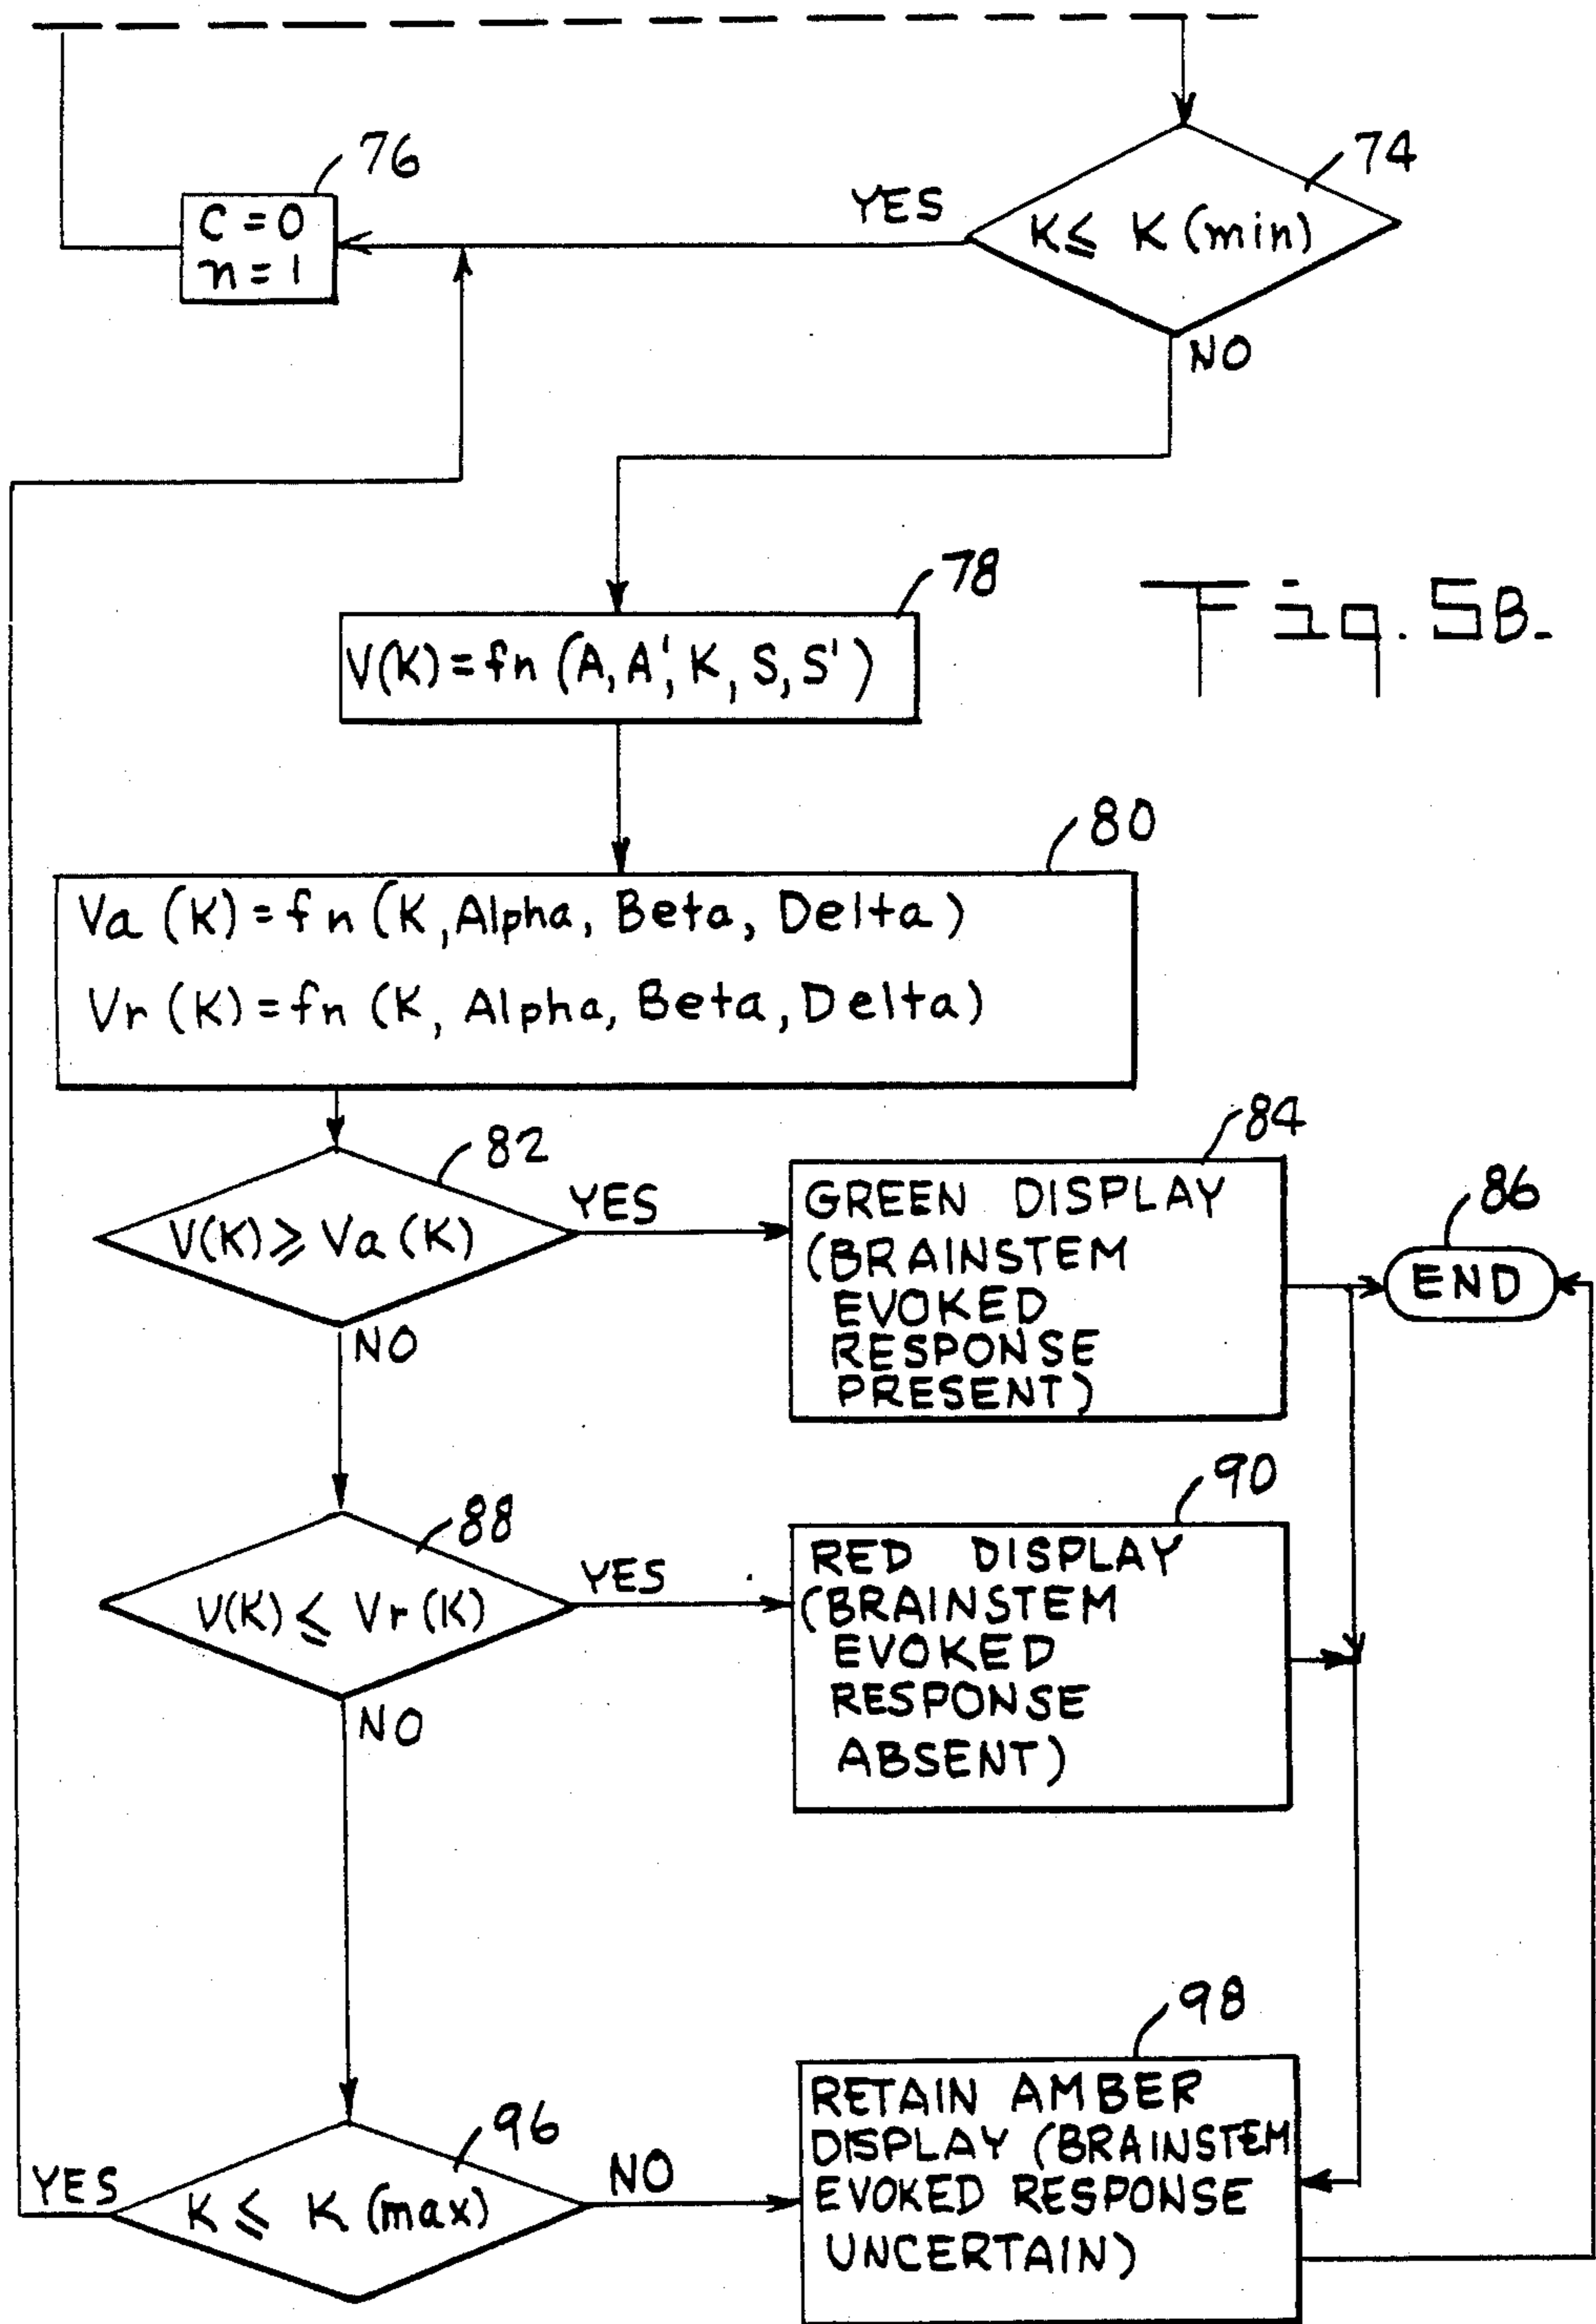 76
C = 0
n = 1
YES
74
K ≤ K (min)
NO
78
V(K) = fn (A, A', K, S, S')
Fig. 5B.
80
Va (K) = fn (K, Alpha, Beta, Delta)
Vr (K) = fn (K, Alpha, Beta, Delta)
82
V(K) ≥ Va (K)
YES
NO
84
GREEN DISPLAY
(BRAINSTEM
EVOKED
RESPONSE
PRESENT)
86
END
88
V(K) ≤ Vr (K)
YES
NO
90
RED DISPLAY
(BRAINSTEM
EVOKED
RESPONSE
ABSENT)
96
YES
K ≤ K (max)
NO
98
RETAIN AMBER
DISPLAY (BRAINSTEM
EVOKED RESPONSE
UNCERTAIN)